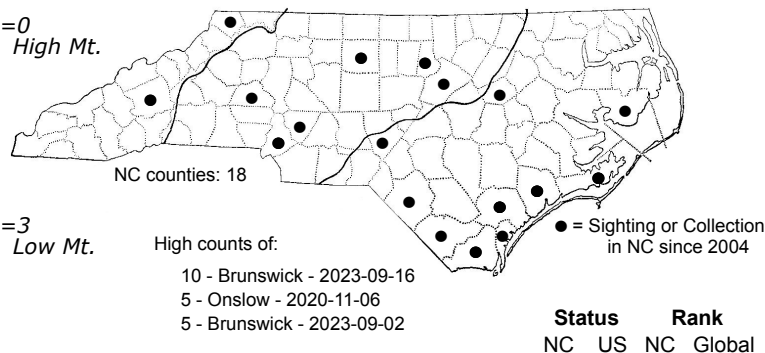 =0
High Mt.
NC counties: 18
=3
Low Mt.
High counts of:
10 - Brunswick - 2023-09-16
5 - Onslow - 2020-11-06
5 - Brunswick - 2023-09-02
● = Sighting or Collection
in NC since 2004
Status Rank
NC US NC Global